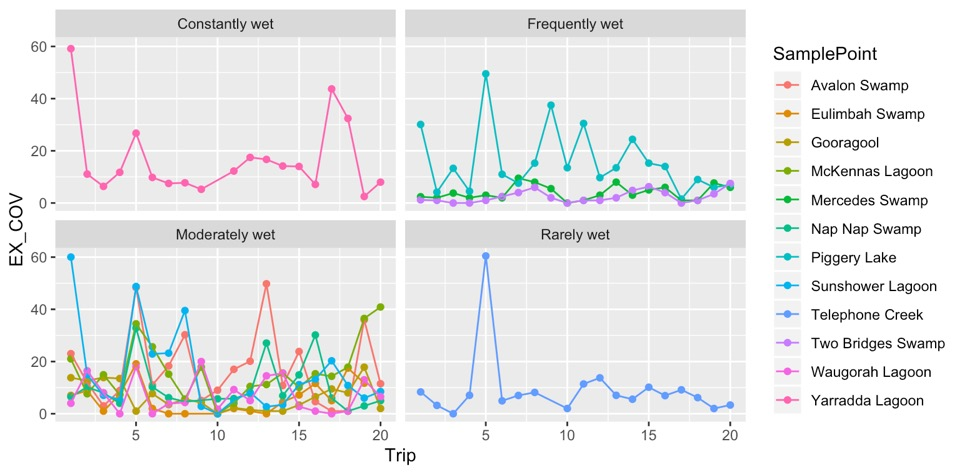 Constantly wet
Frequently wet
60
40
20
0
Moderately wet
Rarely wet
60
40
20
0
5
10
15
20
5
10
15
20
EX_COV
Trip
SamplePoint
Avalon Swamp
Eulimbah Swamp
Gooragool
McKennas Lagoon
Mercedes Swamp
Nap Nap Swamp
Piggery Lake
Sunshower Lagoon
Telephone Creek
Two Bridges Swamp
Waugorah Lagoon
Yarradda Lagoon